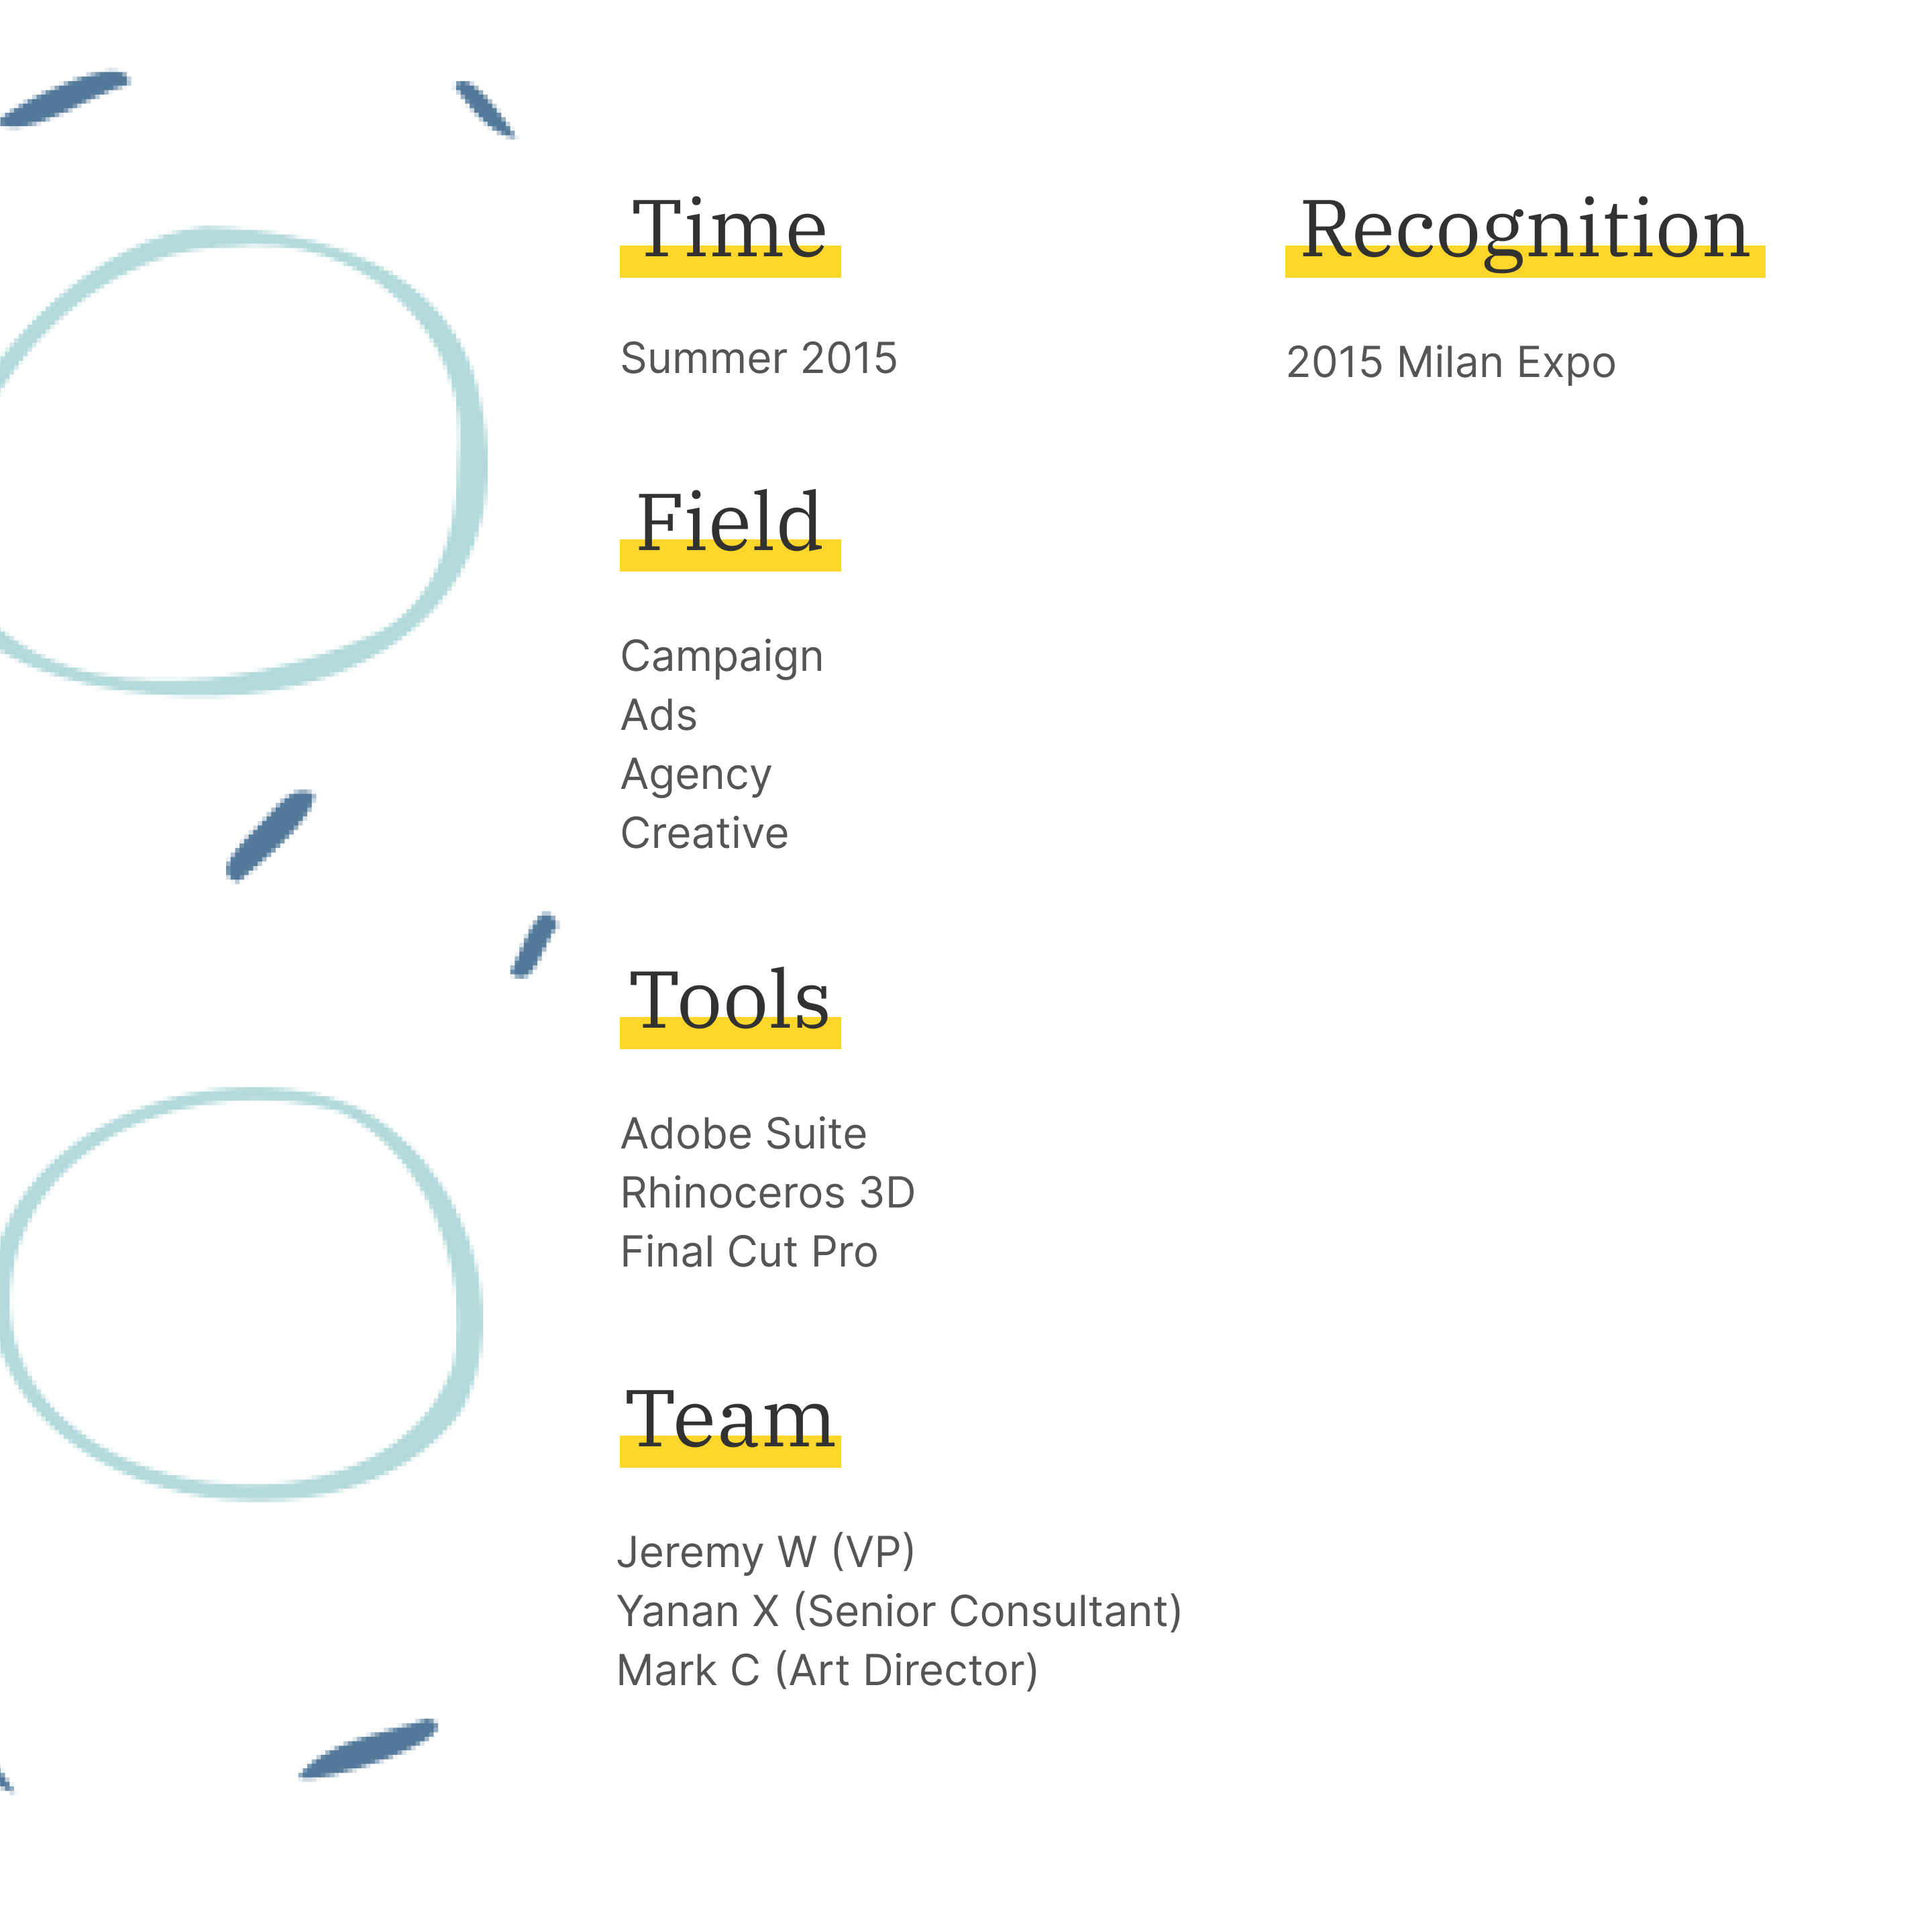 Time
Summer 2015
Field
Campaign
Ads
Agency
Creative
Tools
Adobe Suite
Rhinoceros 3D
Final Cut Pro
Team
Jeremy W (VP)
Yanan X (Senior Consultant)
Mark C (Art Director)
Recognition
2015 Milan Expo